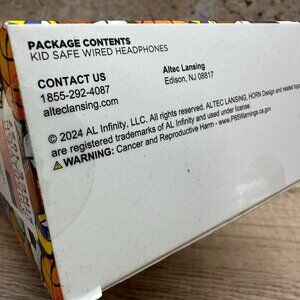 PACKAGE CONTENTS
KID SAFE WIRED HEADPHONES
CONTACT US
1855-292-4087
alteclansing.com
Altec Lansing
Edison, NJ 08817
© 2024 AL Infinity, LLC. All rights reserved. ALTEC LANSING, HORN Design and related logos
are registered trademarks of AL Infinity and used under license.
⚠ WARNING: Cancer and Reproductive Harm - www.P65Warnings.ca.gov